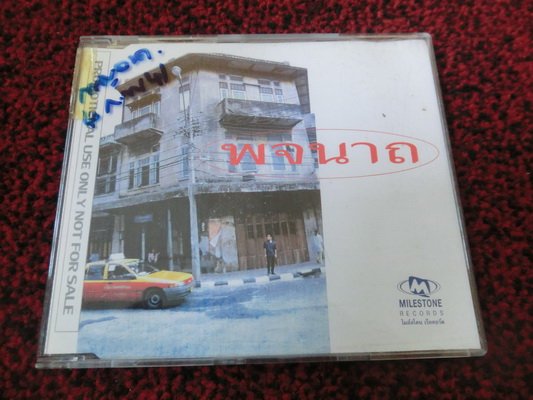 PROMOTIONAL USE ONLY NOT FOR SALE
พจนาถ
M
MILESTONE
RECORDS
ไมล์สโตน เร็คคอร์ด